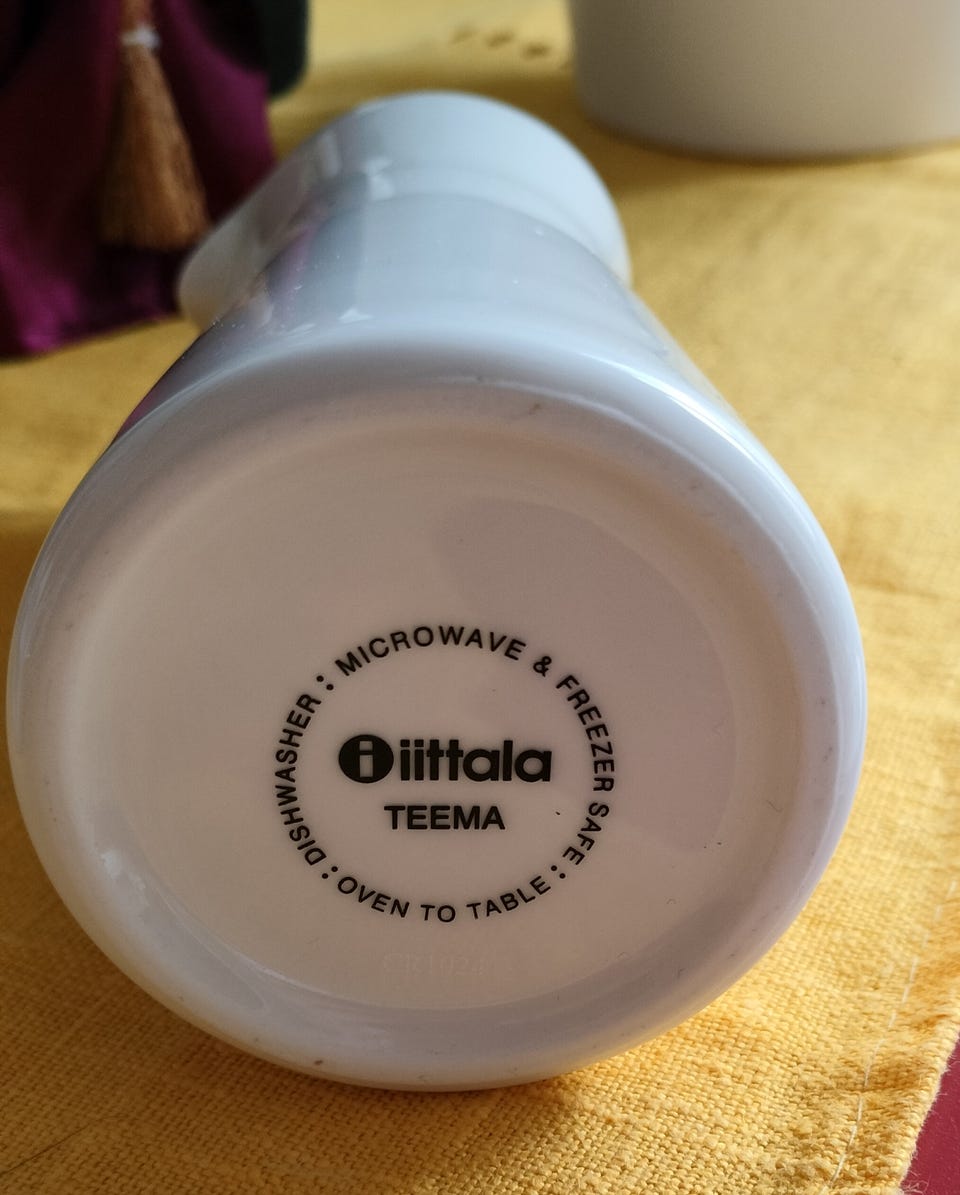 MICROWAVE & FREEZER SAFE :
OVEN TO TABLE :
DISHWASHER :
i iittala
TEEMA